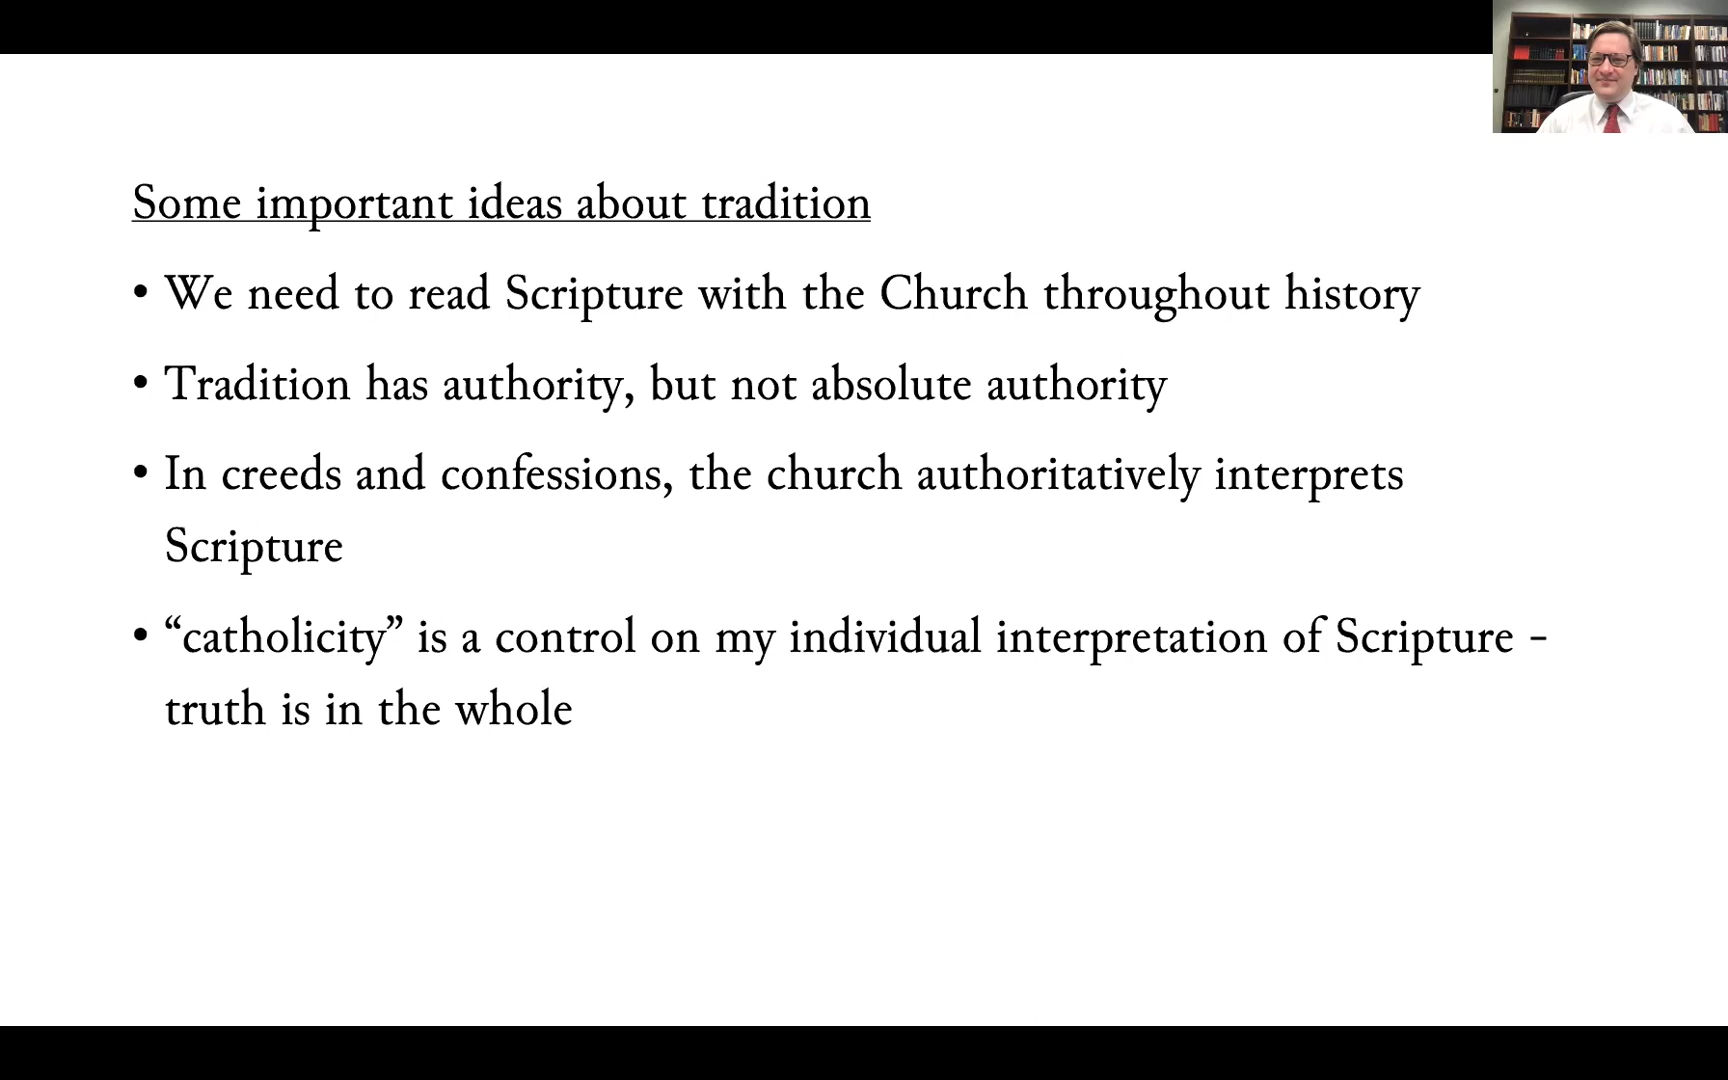 Some important ideas about tradition
• We need to read Scripture with the Church throughout history
• Tradition has authority, but not absolute authority
• In creeds and confessions, the church authoritatively interprets
Scripture
• “catholicity” is a control on my individual interpretation of Scripture –
truth is in the whole